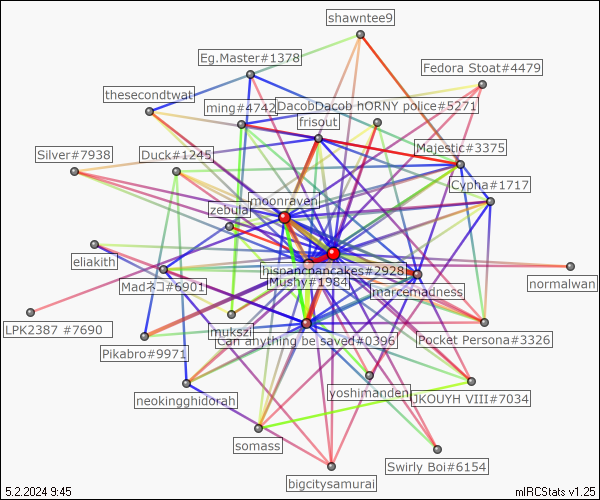 shawntee9
Eg.Master#1378
Fedora Stoat#4479
thesecondtwat
ming#4742
DacobDacob hORNY police#5271
frisout
Majestic#3375
Silver#7938
Duck#1245
Cypha#1717
moonraven
zebulai
eliakith
hispancpancakes#2928
normalwan
Madネコ#6901
Mushy#1984
marcemadness
LPK2387 #7690
mukszi
Can anything be saved#0396
Pocket Persona#3326
Pikabro#9971
neokingghidorah
yoshimanden
JKOUYH VIII#7034
somass
Swirly Boi#6154
bigcitysamurai
5.2.2024 9:45
mIRCStats v1.25